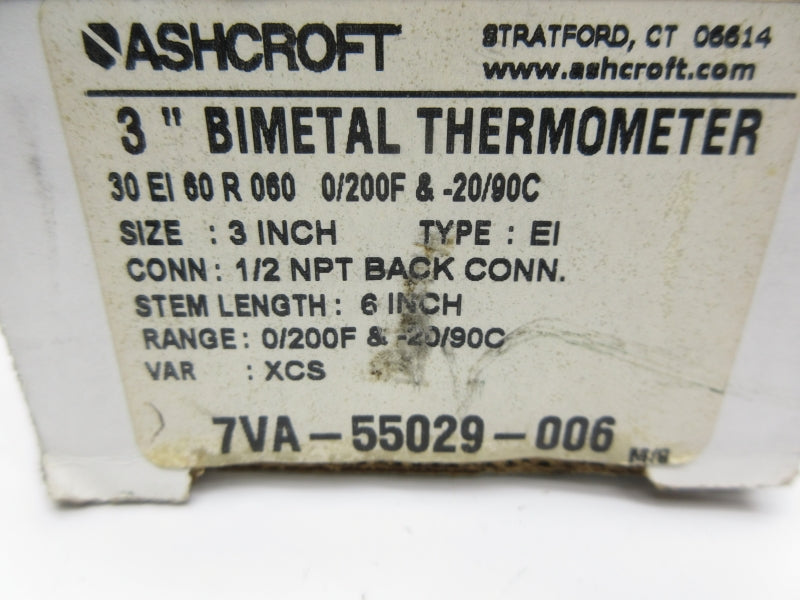 ASHCROFT STRATFORD, CT 06614
www.ashcroft.com
3 " BIMETAL THERMOMETER
30 EI 60 R 060 0/200F & -20/90C
SIZE : 3 INCH TYPE : EI
CONN : 1/2 NPT BACK CONN.
STEM LENGTH : 6 INCH
RANGE : 0/200F & -20/90C
VAR : XCS
7VA-55029-006